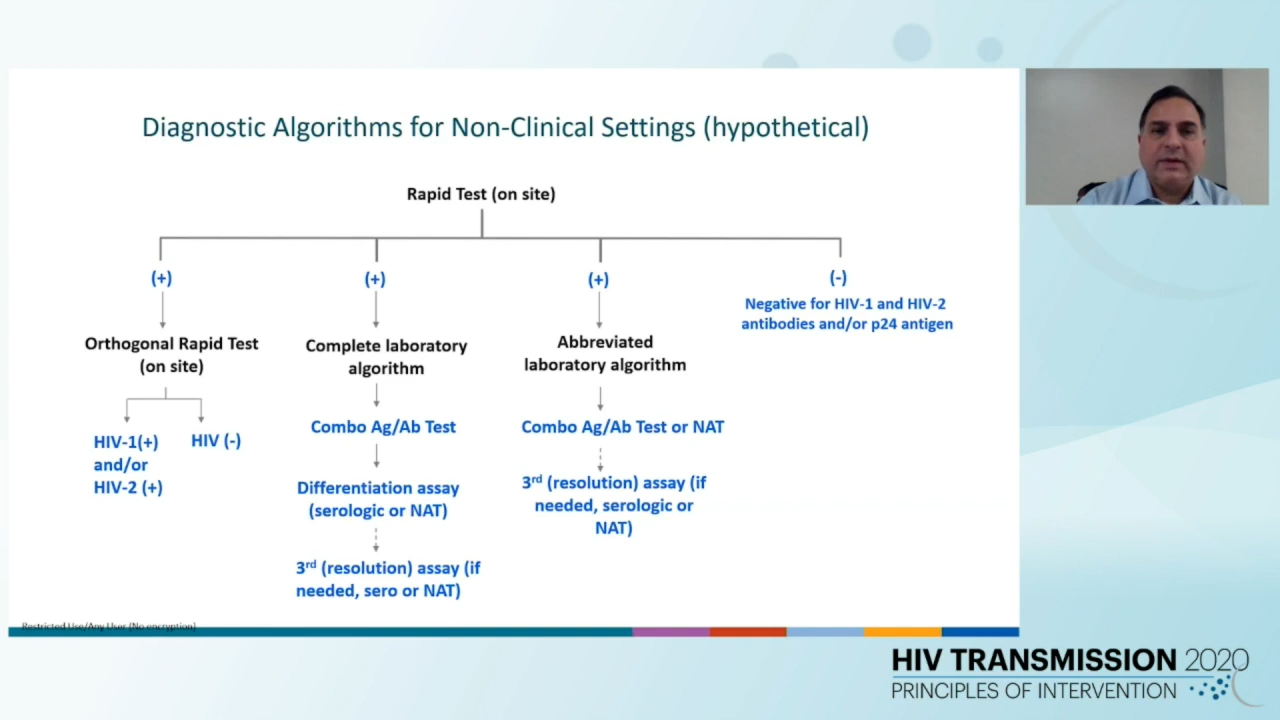 Diagnostic Algorithms for Non-Clinical Settings (hypothetical)
Rapid Test (on site)
(+)
(+)
(+)
(-)
Negative for HIV-1 and HIV-2
antibodies and/or p24 antigen
Orthogonal Rapid Test
(on site)
Complete laboratory
algorithm
Abbreviated
laboratory algorithm
HIV-1(+)
and/or
HIV-2 (+)
HIV (-)
Combo Ag/Ab Test
Differentiation assay
(serologic or NAT)
3rd (resolution) assay (if
needed, sero or NAT)
Combo Ag/Ab Test or NAT
3rd (resolution) assay (if
needed, serologic or
NAT)
Restricted Use/Any User (No encryption)
HIV TRANSMISSION 2020
PRINCIPLES OF INTERVENTION